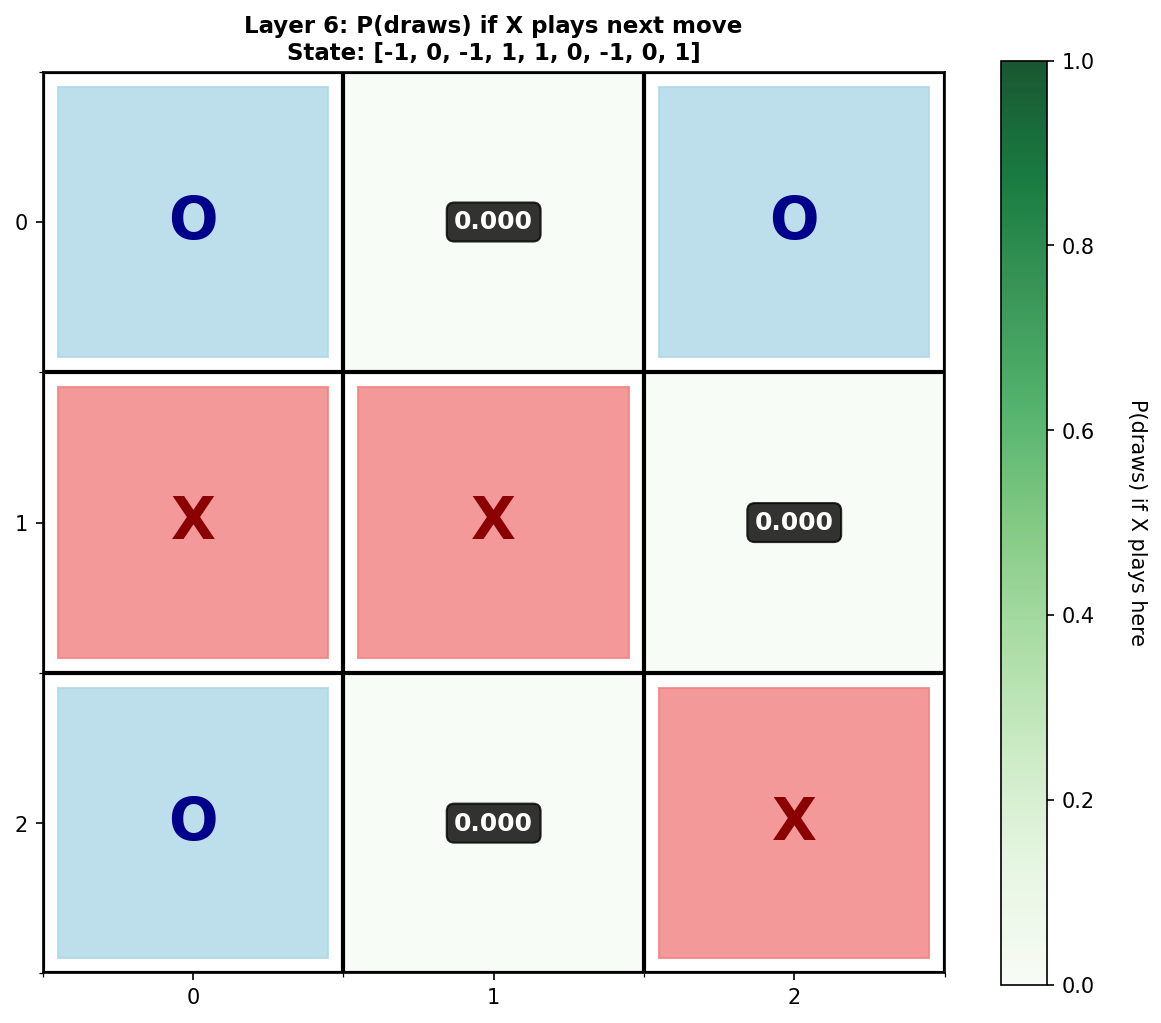 Layer 6: P(draws) if X plays next move
State: [-1, 0, -1, 1, 1, 0, -1, 0, 1]
O
0.000
O
X
X
0.000
O
0.000
X
0
1
2
0
1
2
1.0
0.8
0.6
0.4
0.2
0.0
P(draws) if X plays here